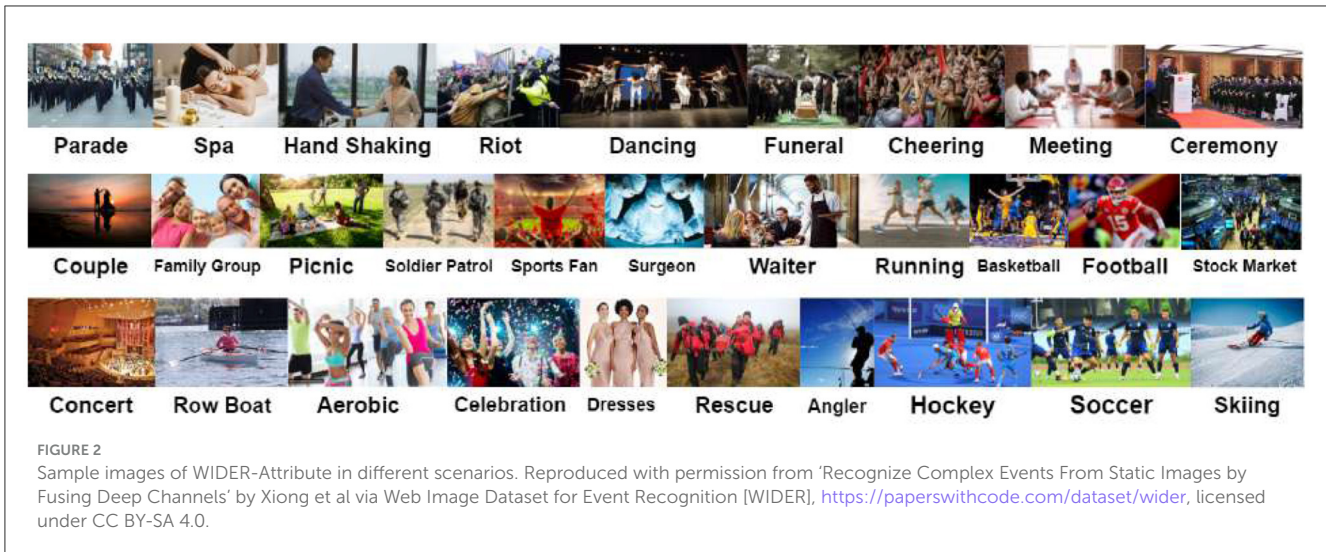 Parade Spa Hand Shaking Riot Dancing Funeral Cheering Meeting Ceremony
15
Couple Family Group Picnic Soldier Patrol Sports Fan Surgeon Waiter Running Basketball Football Stock Market
Concert Row Boat Aerobic Celebration Dresses Rescue Angler Hockey Soccer Skiing
FIGURE 2
Sample images of WIDER-Attribute in different scenarios. Reproduced with permission from ‘Recognize Complex Events From Static Images by
Fusing Deep Channels’ by Xiong et al via Web Image Dataset for Event Recognition [WIDER], https://paperswithcode.com/dataset/wider, licensed
under CC BY-SA 4.0.